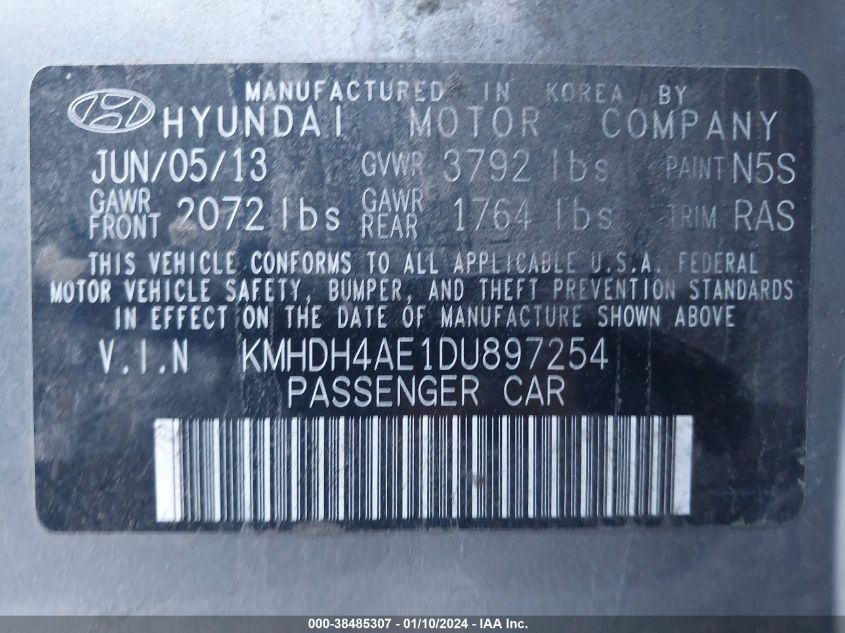 MANUFACTURED IN KOREA BY
HYUNDAI MOTOR COMPANY
JUN/05/13 GVWR 3792 lbs PAINT N5S
GAWR FRONT 2072 lbs GAWR REAR 1764 lbs TRIM RAS
THIS VEHICLE CONFORMS TO ALL APPLICABLE U.S.A. FEDERAL
MOTOR VEHICLE SAFETY, BUMPER, AND THEFT PREVENTION STANDARDS
IN EFFECT ON THE DATE OF MANUFACTURE SHOWN ABOVE
V.I.N KMHDH4AE1DU897254
PASSENGER CAR
000-38485307 - 01/10/2024 - IAA Inc.